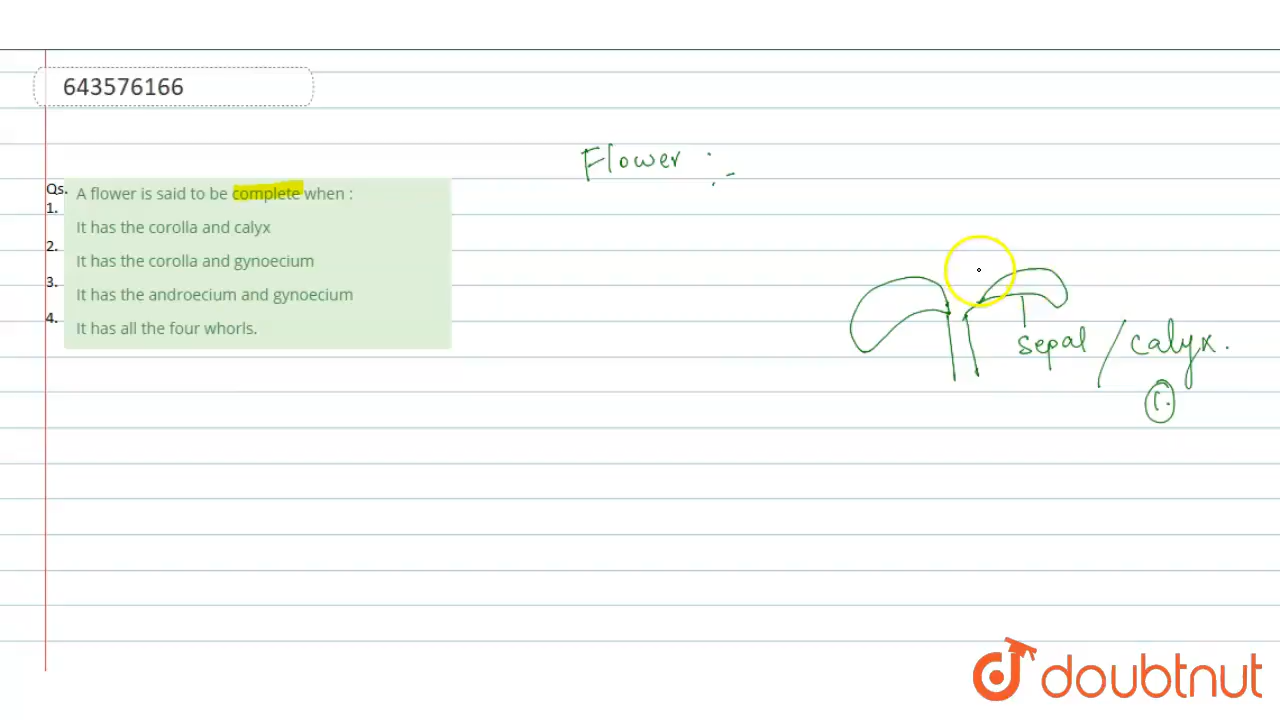 643576166
Flower :-
Qs. A flower is said to be complete when :
1.
It has the corolla and calyx
2. It has the corolla and gynoecium
3. It has the androecium and gynoecium
4. It has all the four whorls.
sepal / calyx.
1.
doubtnut